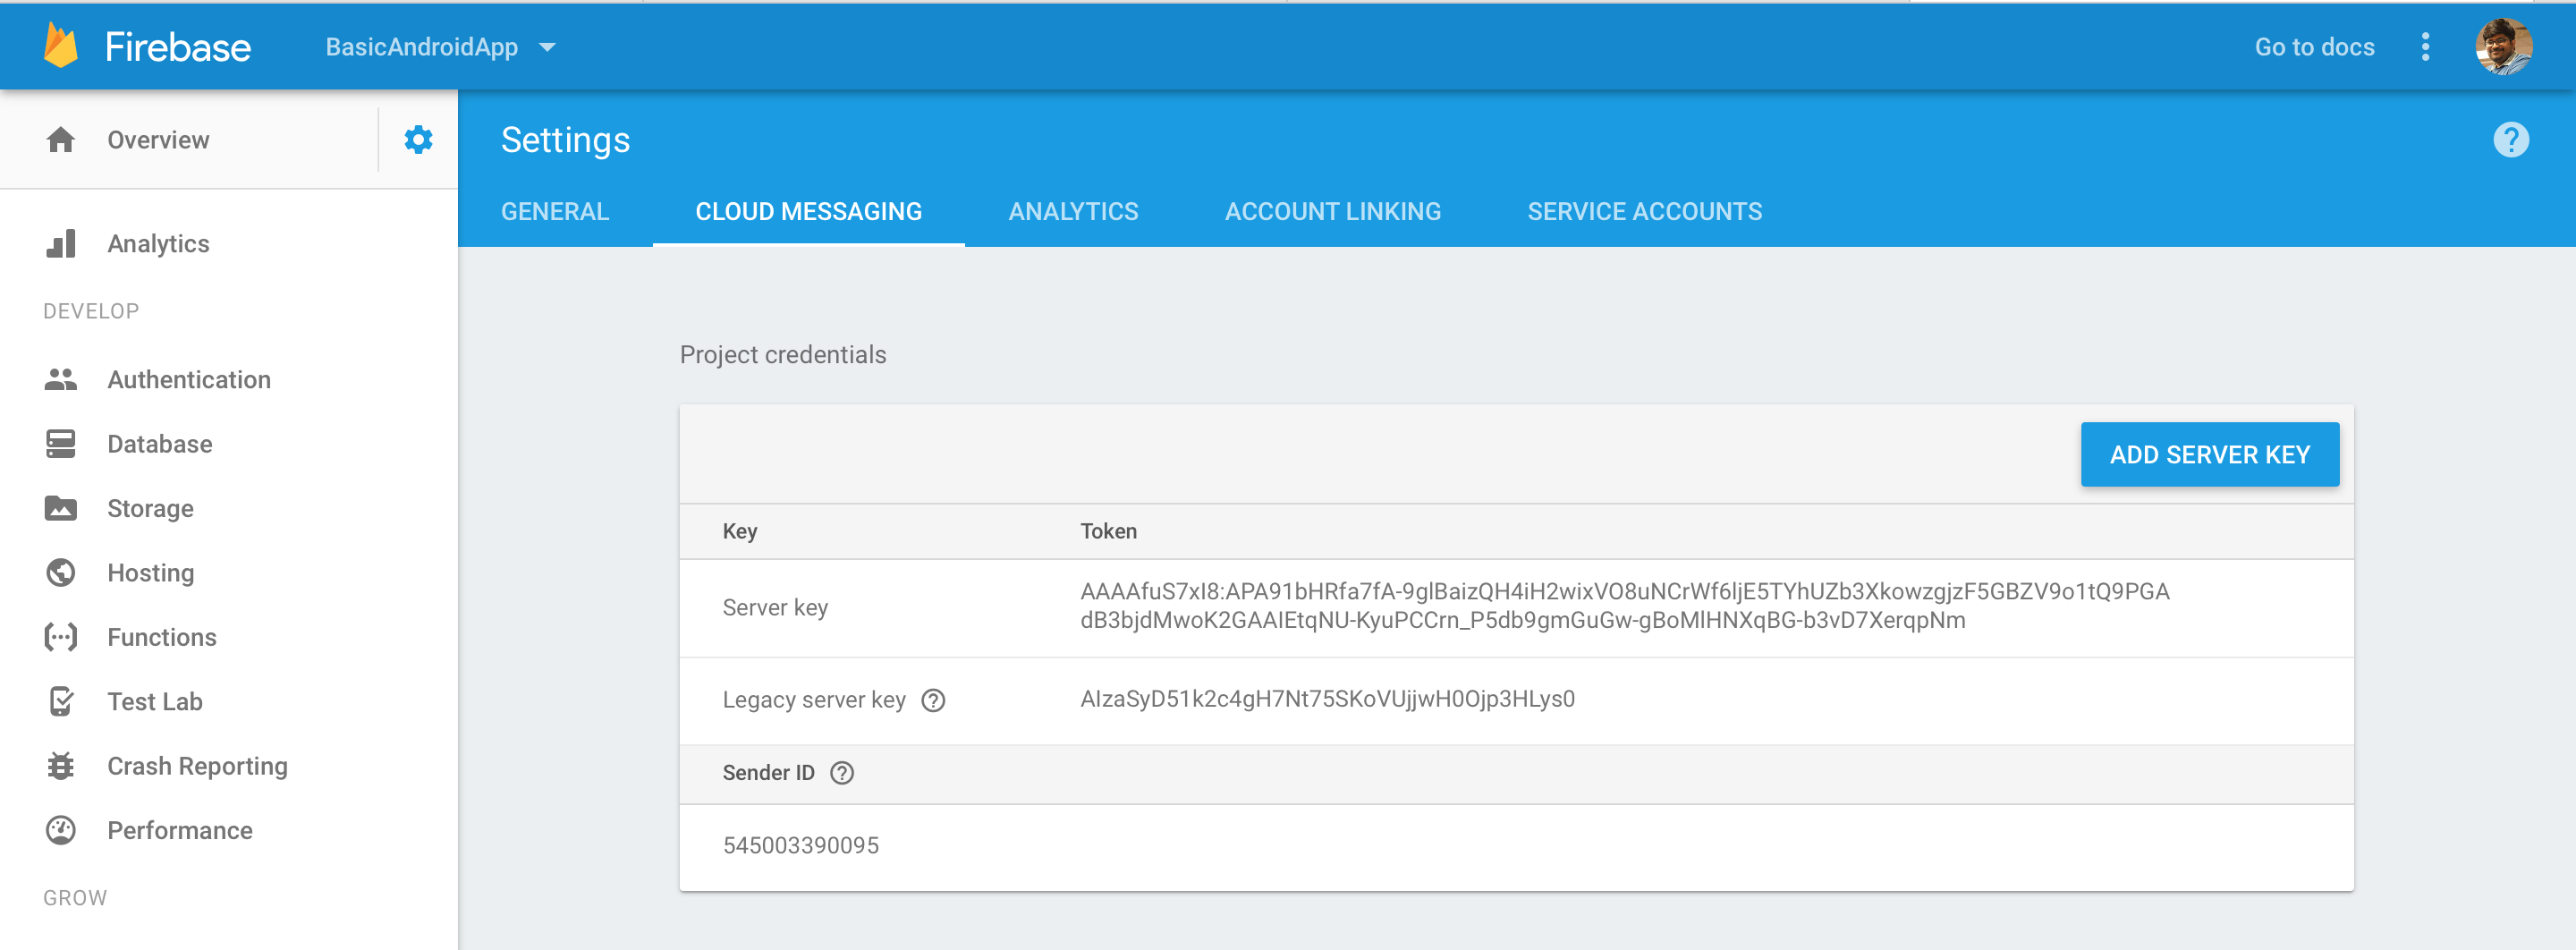 Firebase
BasicAndroidApp
Go to docs
Overview
Settings
GENERAL
CLOUD MESSAGING
ANALYTICS
ACCOUNT LINKING
SERVICE ACCOUNTS
Analytics
DEVELOP
Authentication
Database
Storage
Hosting
Functions
Test Lab
Crash Reporting
Performance
GROW
Project credentials
ADD SERVER KEY
Key
Token
Server key
AAAAfuS7xI8:APA91bHRfa7fA-9glBaizQH4iH2wixVO8uNCrWf6ljE5TYhUZb3XkowzgjzF5GBZV9o1tQ9PGA
dB3bjdMwoK2GAAIEtqNU-KyuPCCrn_P5db9gmGuGw-gBoMlHNXqBG-b3vD7XerqpNm
Legacy server key
AIzaSyD51k2c4gH7Nt75SKoVUjjwH0Ojp3HLys0
Sender ID
545003390095